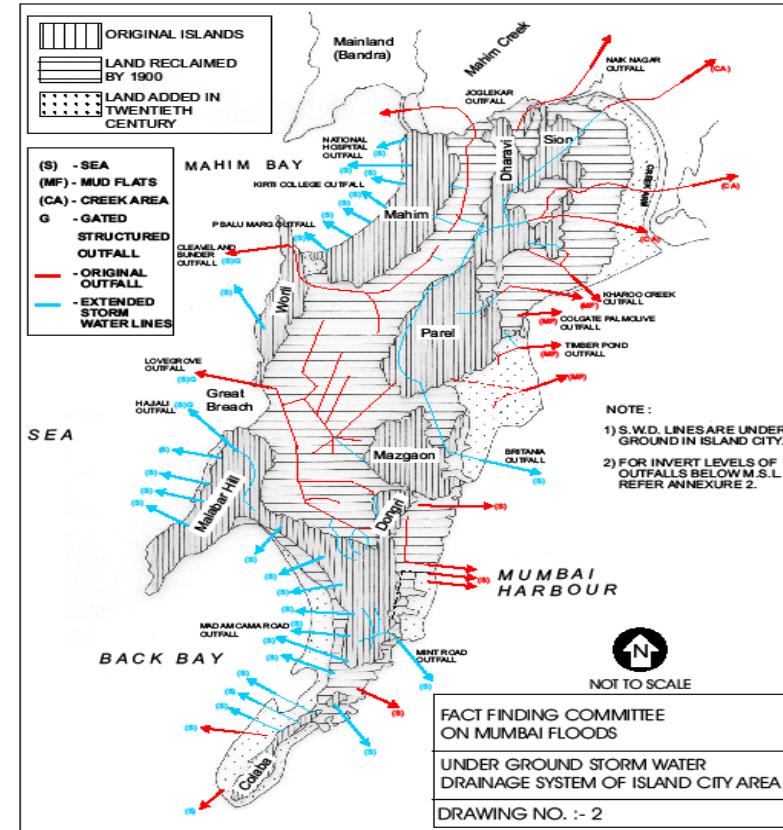 ORIGINAL ISLANDS
LAND RECLAIMED
BY 1900
LAND ADDED IN
TWENTIETH
CENTURY
(S) - SEA
(MF) - MUD FLATS
(CA) - CREEK AREA
G - GATED
STRUCTURED
OUTFALL
- ORIGINAL
OUTFALL
- EXTENDED
STORM
WATER LINES
Mainland
(Bandra)
Mahim Creek
NAIK NAGAR
OUTFALL
(CA)
JOGLEKAR
OUTFALL
NATIONAL
HOSPITAL
OUTFALL
(S)
MAHIM BAY
(S)
KIRTI COLLEGE OUTFALL
(S)
Dharavi
Sion
(CA)
Mahim
P BALU MARG OUTFALL
(S)
CLEAVELAND
BUNDER
OUTFALL
(S)G
(CA)
Worli
(S)
KHAROO CREEK
OUTFALL
(MF)
(MF)
COLGATE PALMOLIVE
OUTFALL
Parel
(MF)
TIMBER POND
OUTFALL
(MF)
LOVEGROVE
OUTFALL
(S)G
Great
Breach
HAJIALI
OUTFALL
(S)G
SEA
NOTE :
1) S.W.D. LINES ARE UNDER
GROUND IN ISLAND CITY.
2) FOR INVERT LEVELS OF
OUTFALLS BELOW M.S.L
REFER ANNEXURE 2.
(S)
(S)
(S)
(S)
Malabar Hill
Mazgaon
BRITANIA
OUTFALL
(S)
Dongri
(S)
(S)
(S)
(S)
(S)
MUMBAI
HARBOUR
MADAM CAMA ROAD
OUTFALL
(S)
(S)
(S)
(S)
BACK BAY
MINT ROAD
OUTFALL
(S)
(S)
(S)
(S)
(S)
(S)
(S)
Colaba
(S)
N
NOT TO SCALE
FACT FINDING COMMITTEE
ON MUMBAI FLOODS
UNDER GROUND STORM WATER
DRAINAGE SYSTEM OF ISLAND CITY AREA
DRAWING NO. :- 2